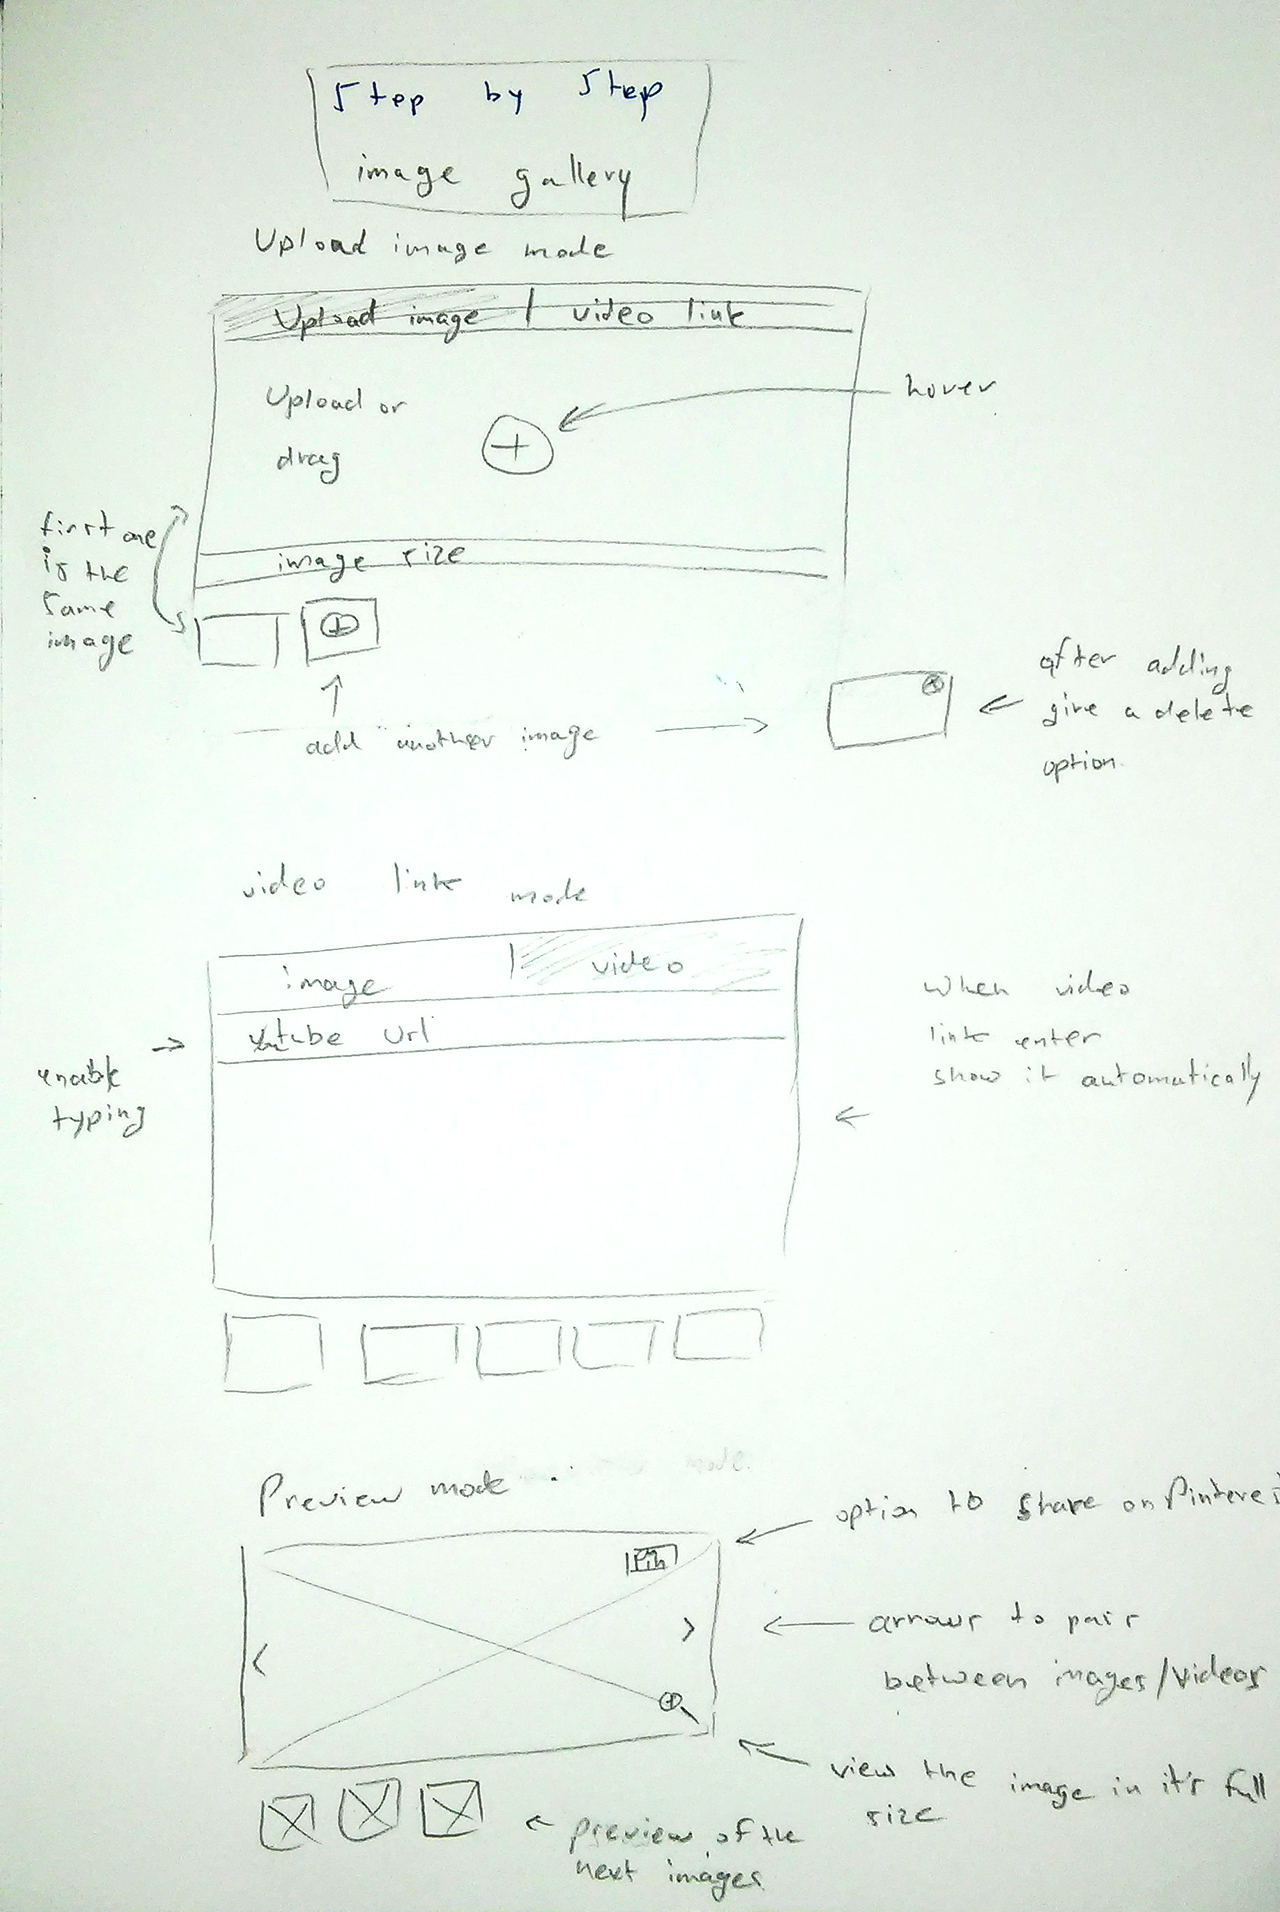 Step by Step
image gallery
Upload image mode
Upload image | video link
Upload or
drag
hover
first one
is the
same
image
image size
add another image
after adding
give a delete
option.
video link mode
image | video
Youtube Url
enable
typing
when video
link enter
show it automatically
Preview mode
Pin
option to share on Pinterest
arrows to pass
between images/videos
view the image in it's full
size
preview of the
next images